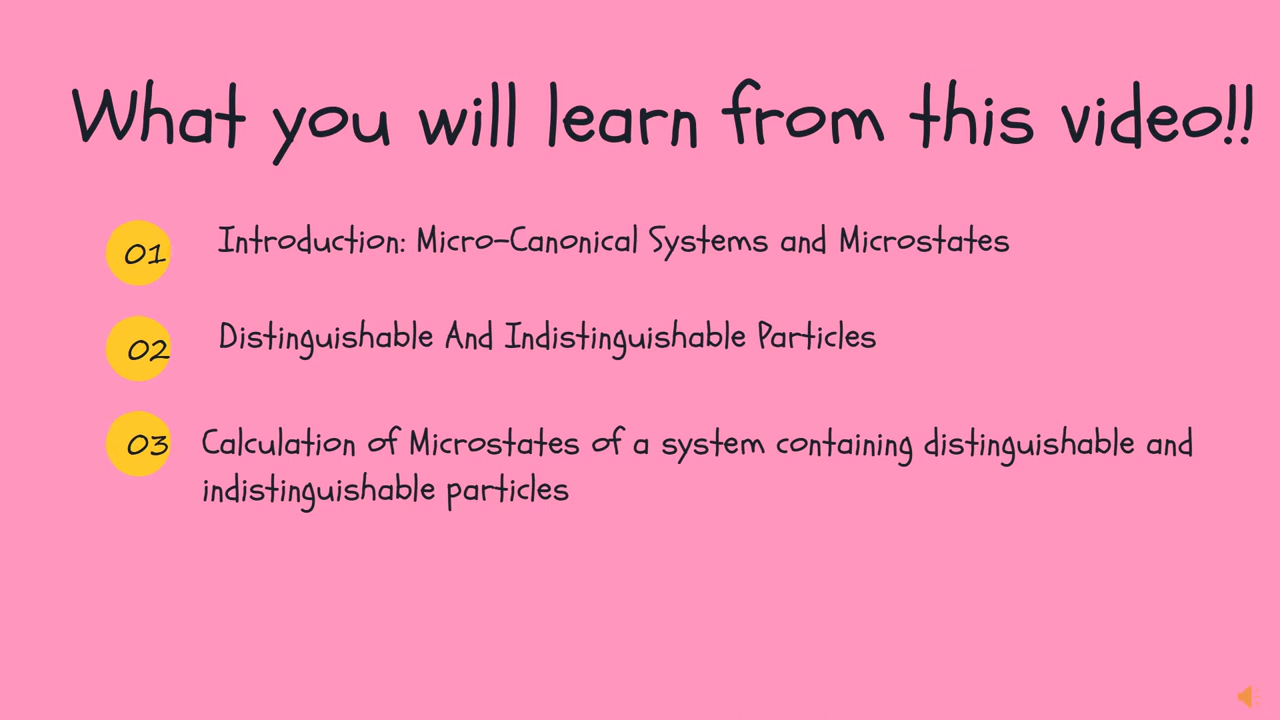 What you will learn from this video!!
01 Introduction: Micro-Canonical Systems and Microstates
02 Distinguishable And Indistinguishable Particles
03 Calculation of Microstates of a system containing distinguishable and
indistinguishable particles